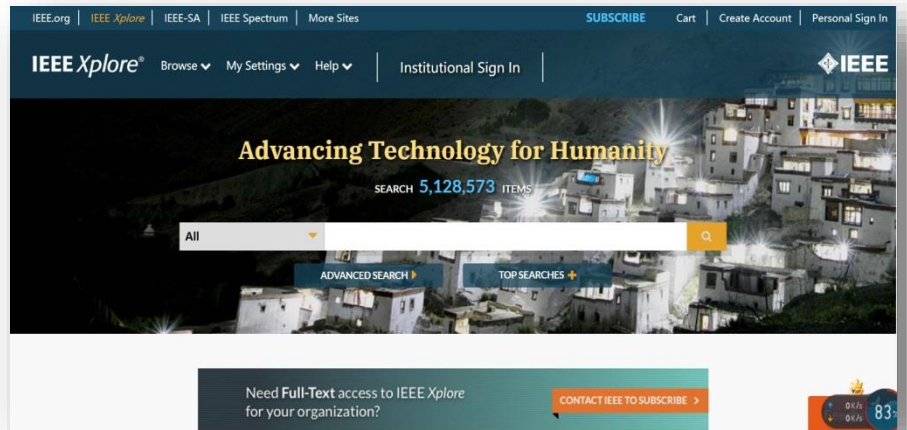 IEEE.org | IEEE Xplore | IEEE-SA | IEEE Spectrum | More Sites SUBSCRIBE Cart | Create Account | Personal Sign In
IEEE Xplore® Browse My Settings Help | Institutional Sign In | IEEE
Advancing Technology for Humanity
SEARCH 5,128,573 ITEMS
All
ADVANCED SEARCH TOP SEARCHES
Need Full-Text access to IEEE Xplore
for your organization?
CONTACT IEEE TO SUBSCRIBE >
0K/s
0K/s
83%